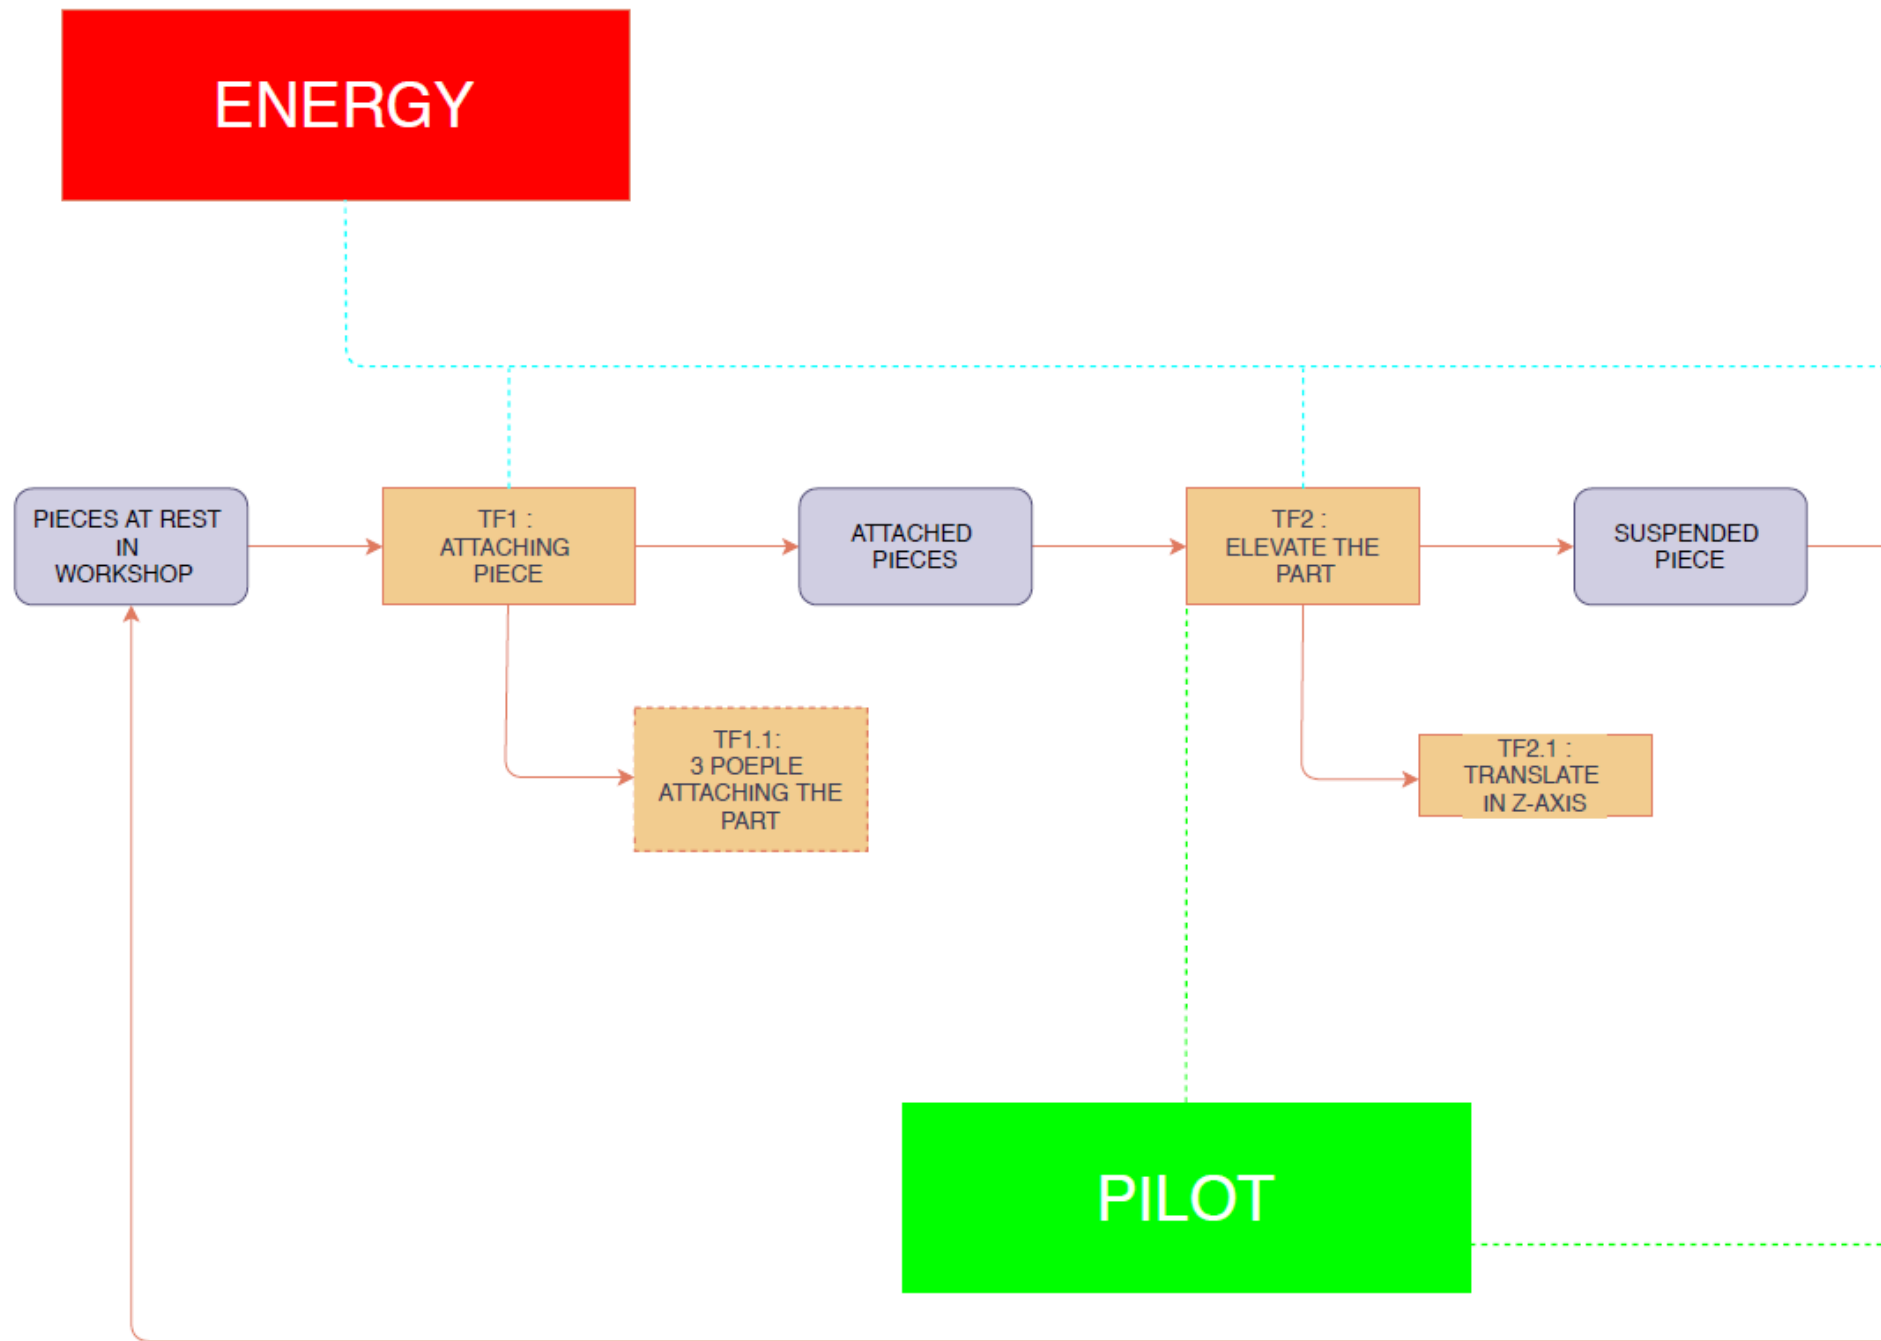 ENERGY
PIECES AT REST
IN
WORKSHOP
TF1 :
ATTACHING
PIECE
ATTACHED
PIECES
TF2 :
ELEVATE THE
PART
SUSPENDED
PIECE
TF1.1:
3 POEPLE
ATTACHING THE
PART
TF2.1 :
TRANSLATE
IN Z-AXIS
PILOT